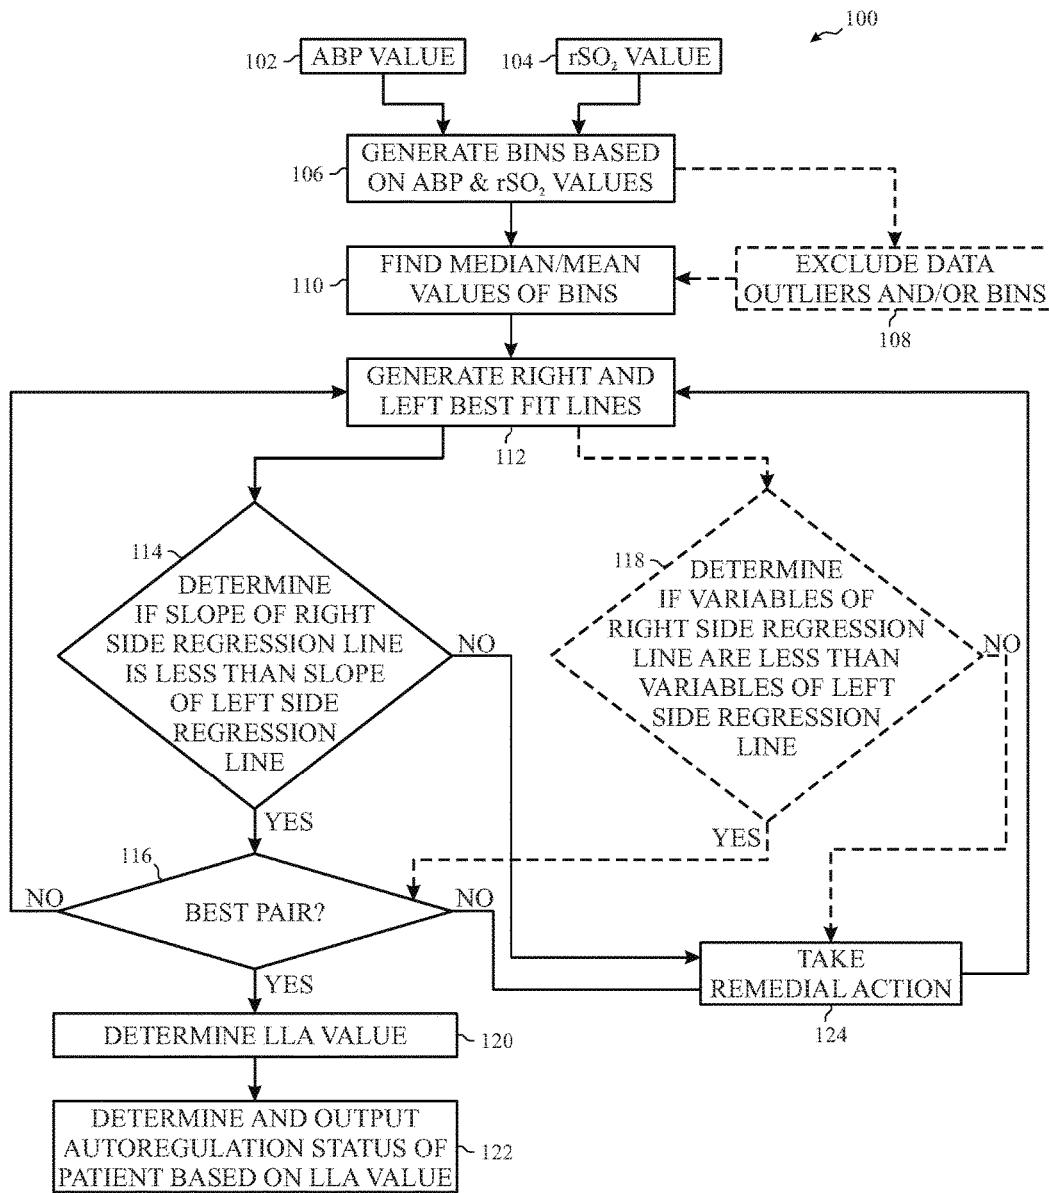 100
102
ABP VALUE
104
rSO₂ VALUE
106
GENERATE BINS BASED
ON ABP & rSO₂ VALUES
110
FIND MEDIAN/MEAN
VALUES OF BINS
EXCLUDE DATA
OUTLIERS AND/OR BINS
108
GENERATE RIGHT AND
LEFT BEST FIT LINES
112
114
DETERMINE
IF SLOPE OF RIGHT
SIDE REGRESSION LINE
IS LESS THAN SLOPE
OF LEFT SIDE
REGRESSION
LINE
NO
YES
118
DETERMINE
IF VARIABLES OF
RIGHT SIDE REGRESSION
LINE ARE LESS THAN
VARIABLES OF LEFT
SIDE REGRESSION
LINE
NO
YES
116
NO
BEST PAIR?
NO
YES
TAKE
REMEDIAL ACTION
124
DETERMINE LLA VALUE
120
DETERMINE AND OUTPUT
AUTOREGULATION STATUS OF
PATIENT BASED ON LLA VALUE
122